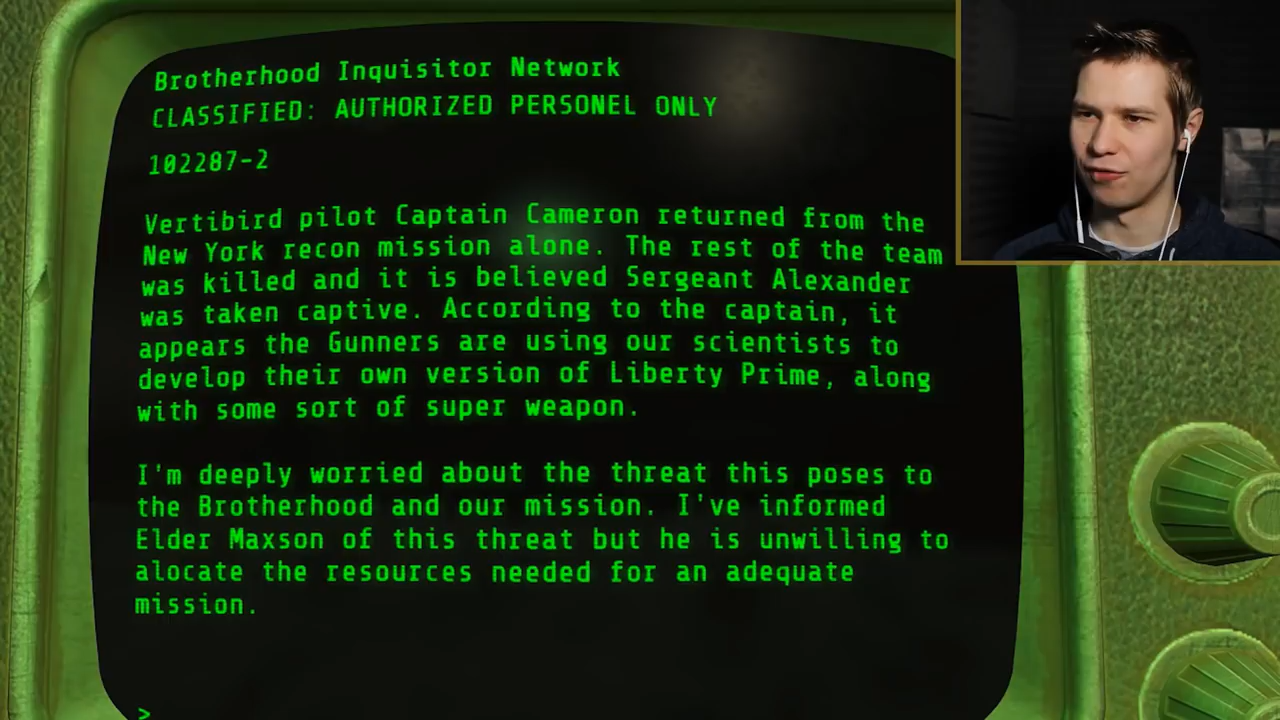 Brotherhood Inquisitor Network
CLASSIFIED: AUTHORIZED PERSONEL ONLY
102287-2
Vertibird pilot Captain Cameron returned from the
New York recon mission alone. The rest of the team
was killed and it is believed Sergeant Alexander
was taken captive. According to the captain, it
appears the Gunners are using our scientists to
develop their own version of Liberty Prime, along
with some sort of super weapon.
I'm deeply worried about the threat this poses to
the Brotherhood and our mission. I've informed
Elder Maxson of this threat but he is unwilling to
alocate the resources needed for an adequate
mission.
>